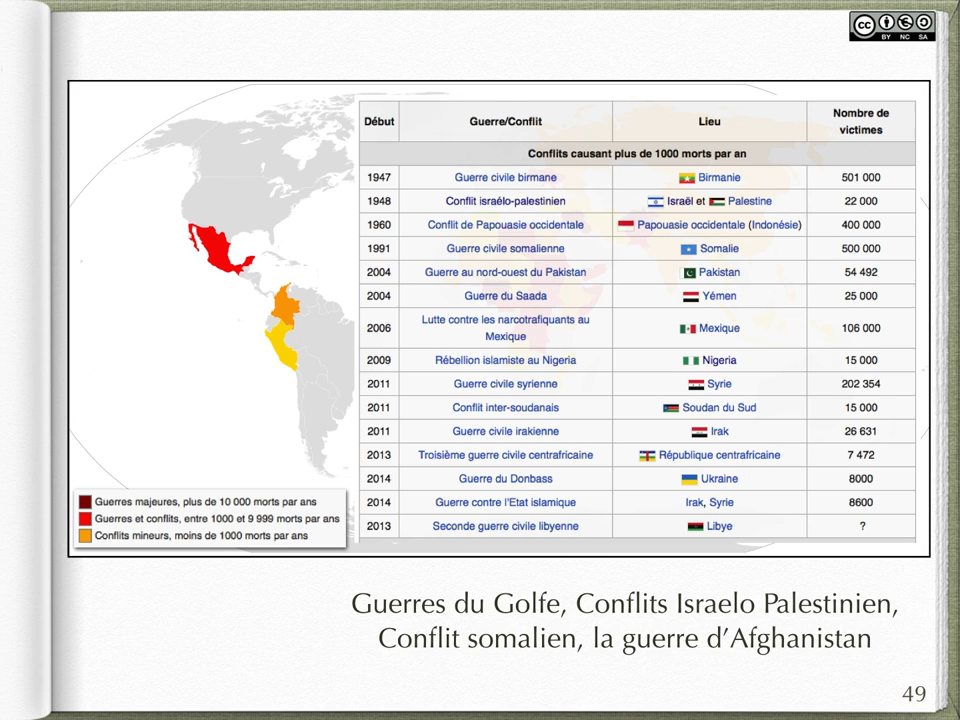 cc BY NC SA
Début Guerre/Conflit Lieu Nombre de victimes
Conflits causant plus de 1000 morts par an
1947 Guerre civile birmane Birmanie 501 000
1948 Conflit israélo-palestinien Israël et Palestine 22 000
1960 Conflit de Papouasie occidentale Papouasie occidentale (Indonésie) 400 000
1991 Guerre civile somalienne Somalie 500 000
2004 Guerre au nord-ouest du Pakistan Pakistan 54 492
2004 Guerre du Saada Yémen 25 000
2006 Lutte contre les narcotrafiquants au Mexique Mexique 106 000
2009 Rébellion islamiste au Nigeria Nigeria 15 000
2011 Guerre civile syrienne Syrie 202 354
2011 Conflit inter-soudanais Soudan du Sud 15 000
2011 Guerre civile irakienne Irak 26 631
2013 Troisième guerre civile centrafricaine République centrafricaine 7 472
2014 Guerre du Donbass Ukraine 8000
2014 Guerre contre l'Etat islamique Irak, Syrie 8600
2013 Seconde guerre civile libyenne Libye ?
Guerres majeures, plus de 10 000 morts par ans
Guerres et conflits, entre 1000 et 9 999 morts par ans
Conflits mineurs, moins de 1000 morts par ans
Guerres du Golfe, Conflits Israelo Palestinien,
Conflit somalien, la guerre d’Afghanistan
49